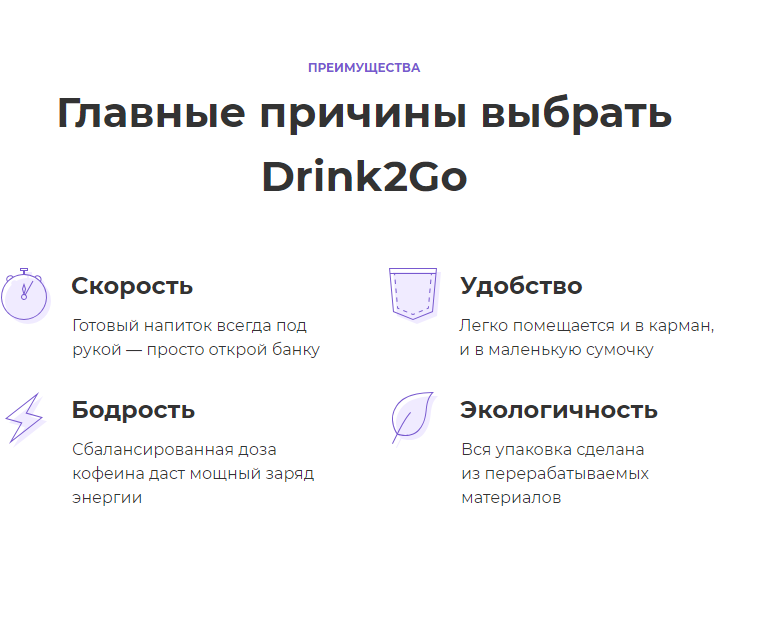 ПРЕИМУЩЕСТВА
Главные причины выбрать
Drink2Go
Скорость
Готовый напиток всегда под
рукой — просто открой банку
Удобство
Легко помещается и в карман,
и в маленькую сумочку
Бодрость
Сбалансированная доза
кофеина даст мощный заряд
энергии
Экологичность
Вся упаковка сделана
из перерабатываемых
материалов